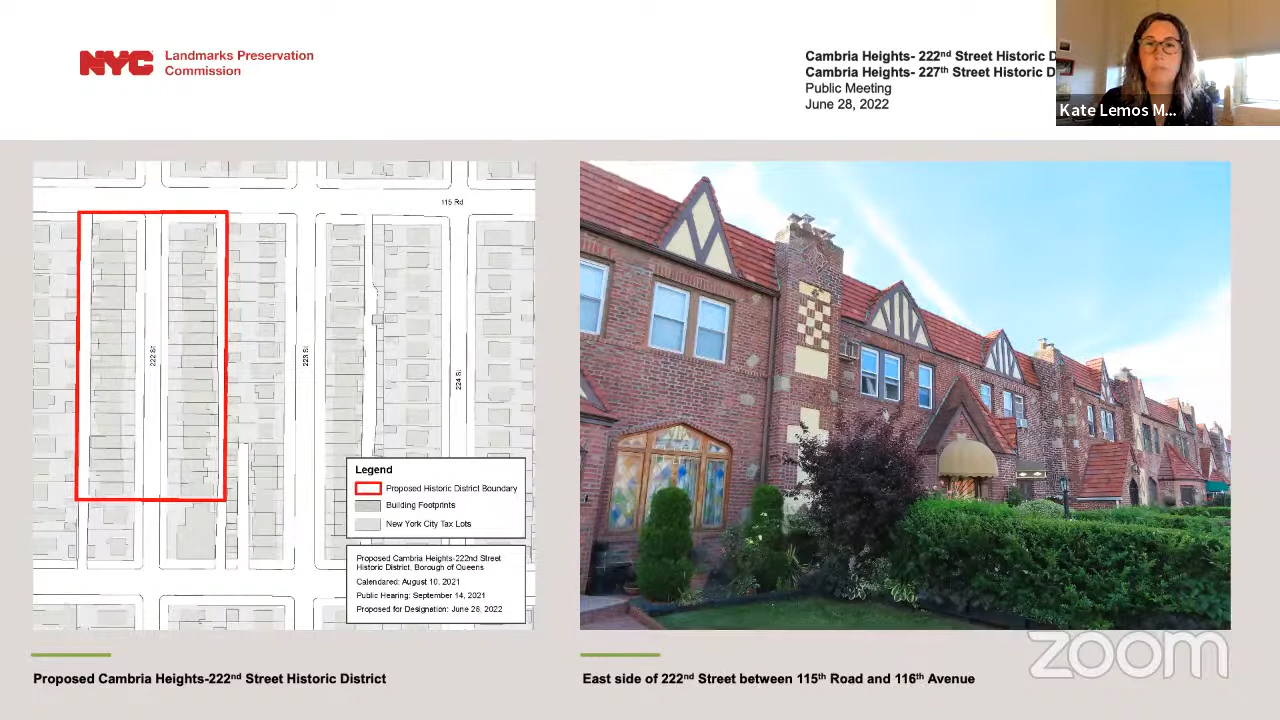 NYC Landmarks Preservation
Commission
Cambria Heights- 222nd Street Historic D
Cambria Heights- 227th Street Historic D
Public Meeting
June 28, 2022
Kate Lemos M...
115 Rd
222 St
223 St
224 St
Legend
Proposed Historic District Boundary
Building Footprints
New York City Tax Lots
Proposed Cambria Heights-222nd Street
Historic District, Borough of Queens
Calendared: August 10, 2021
Public Hearing: September 14, 2021
Proposed for Designation: June 28, 2022
zoom
Proposed Cambria Heights-222nd Street Historic District
East side of 222nd Street between 115th Road and 116th Avenue